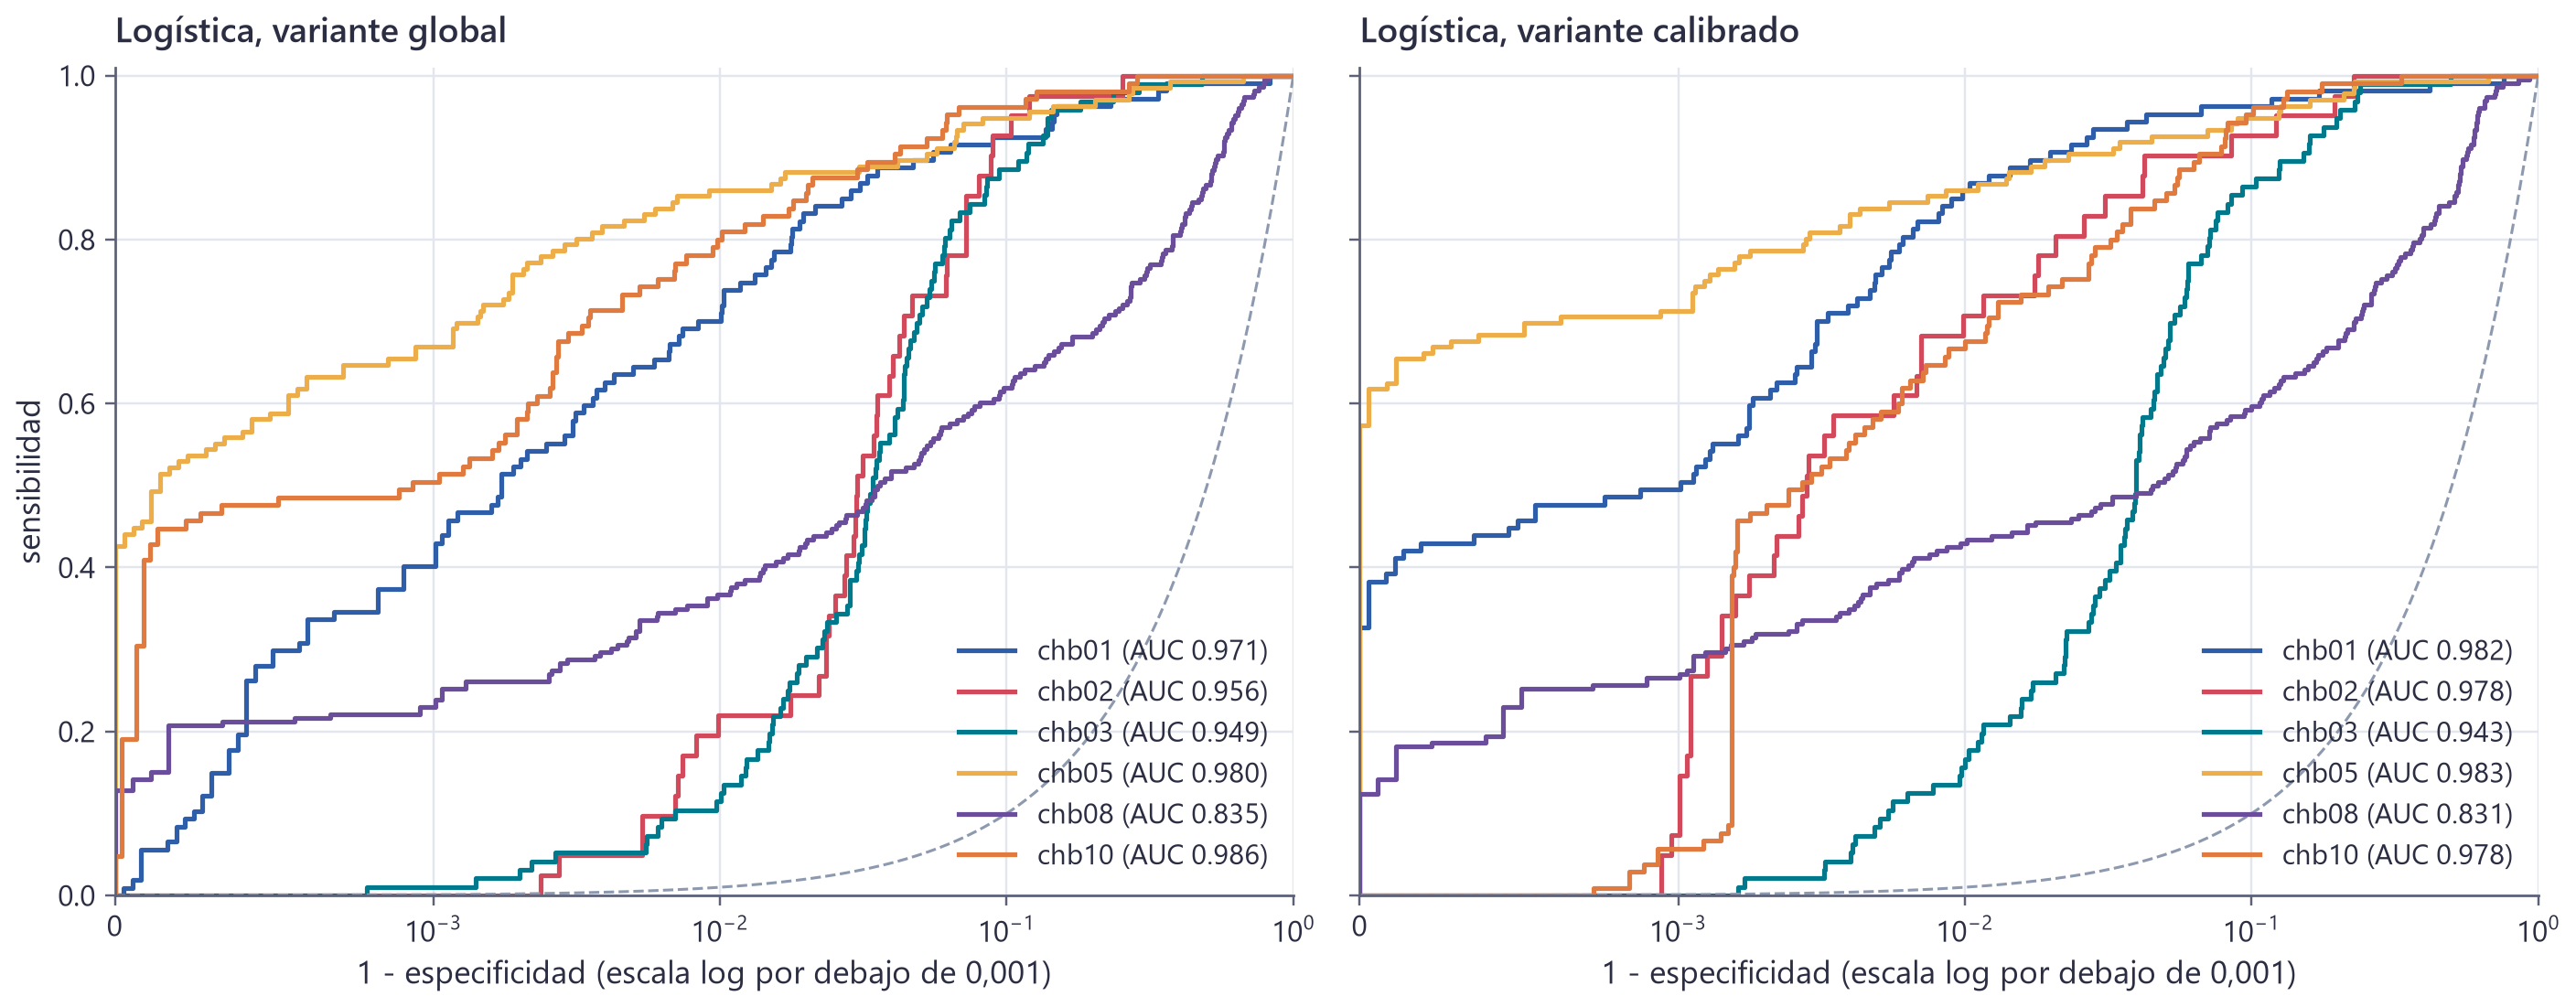 Logística, variante global
1.0
0.8
0.6
0.4
0.2
0.0
sensibilidad
chb01 (AUC 0.971)
chb02 (AUC 0.956)
chb03 (AUC 0.949)
chb05 (AUC 0.980)
chb08 (AUC 0.835)
chb10 (AUC 0.986)
0 10⁻³ 10⁻² 10⁻¹ 10⁰
1 - especificidad (escala log por debajo de 0,001)
Logística, variante calibrado
chb01 (AUC 0.982)
chb02 (AUC 0.978)
chb03 (AUC 0.943)
chb05 (AUC 0.983)
chb08 (AUC 0.831)
chb10 (AUC 0.978)
0 10⁻³ 10⁻² 10⁻¹ 10⁰
1 - especificidad (escala log por debajo de 0,001)